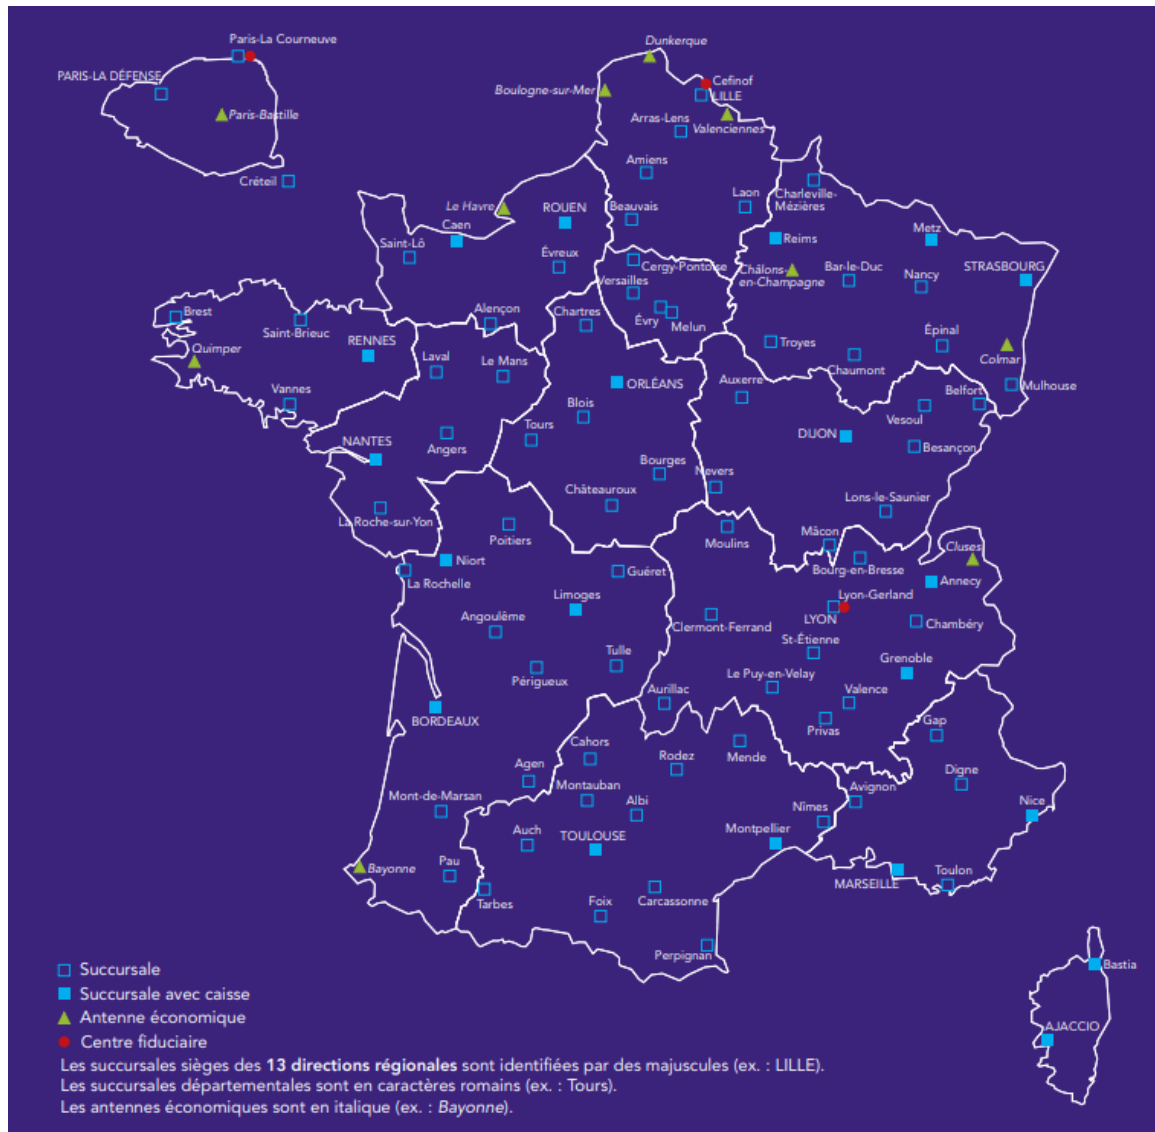 Paris-La Courneuve
PARIS-LA DÉFENSE
Paris-Bastille
Créteil
Dunkerque
Boulogne-sur-Mer
Cefinof
LILLE
Arras-Lens
Valenciennes
Amiens
Laon
Charleville-
Mézières
Beauvais
Le Havre
ROUEN
Caen
Saint-Lô
Évreux
Reims
Metz
Cergy-Pontoise
Versailles
Châlons-
en-Champagne
Bar-le-Duc
Nancy
STRASBOURG
Évry
Melun
Alençon
Chartres
Brest
Saint-Brieuc
Quimper
RENNES
Laval
Le Mans
Troyes
Épinal
Colmar
Chaumont
Mulhouse
Vannes
ORLÉANS
Auxerre
Belfort
Vesoul
Blois
NANTES
Angers
Tours
DIJON
Besançon
Bourges
Nevers
Châteauroux
Lons-le-Saunier
La Roche-sur-Yon
Poitiers
Moulins
Mâcon
Cluses
Niort
Bourg-en-Bresse
La Rochelle
Guéret
Annecy
Limoges
Lyon-Gerland
LYON
Angoulême
Clermont-Ferrand
Chambéry
St-Étienne
Tulle
Grenoble
Périgueux
Le Puy-en-Velay
Aurillac
Valence
BORDEAUX
Privas
Gap
Cahors
Rodez
Mende
Agen
Digne
Mont-de-Marsan
Montauban
Avignon
Albi
Nîmes
Nice
Auch
TOULOUSE
Montpellier
Bayonne
Pau
MARSEILLE
Toulon
Tarbes
Foix
Carcassonne
Perpignan
Bastia
AJACCIO
Succursale
Succursale avec caisse
Antenne économique
Centre fiduciaire
Les succursales sièges des 13 directions régionales sont identifiées par des majuscules (ex. : LILLE).
Les succursales départementales sont en caractères romains (ex. : Tours).
Les antennes économiques sont en italique (ex. : Bayonne).